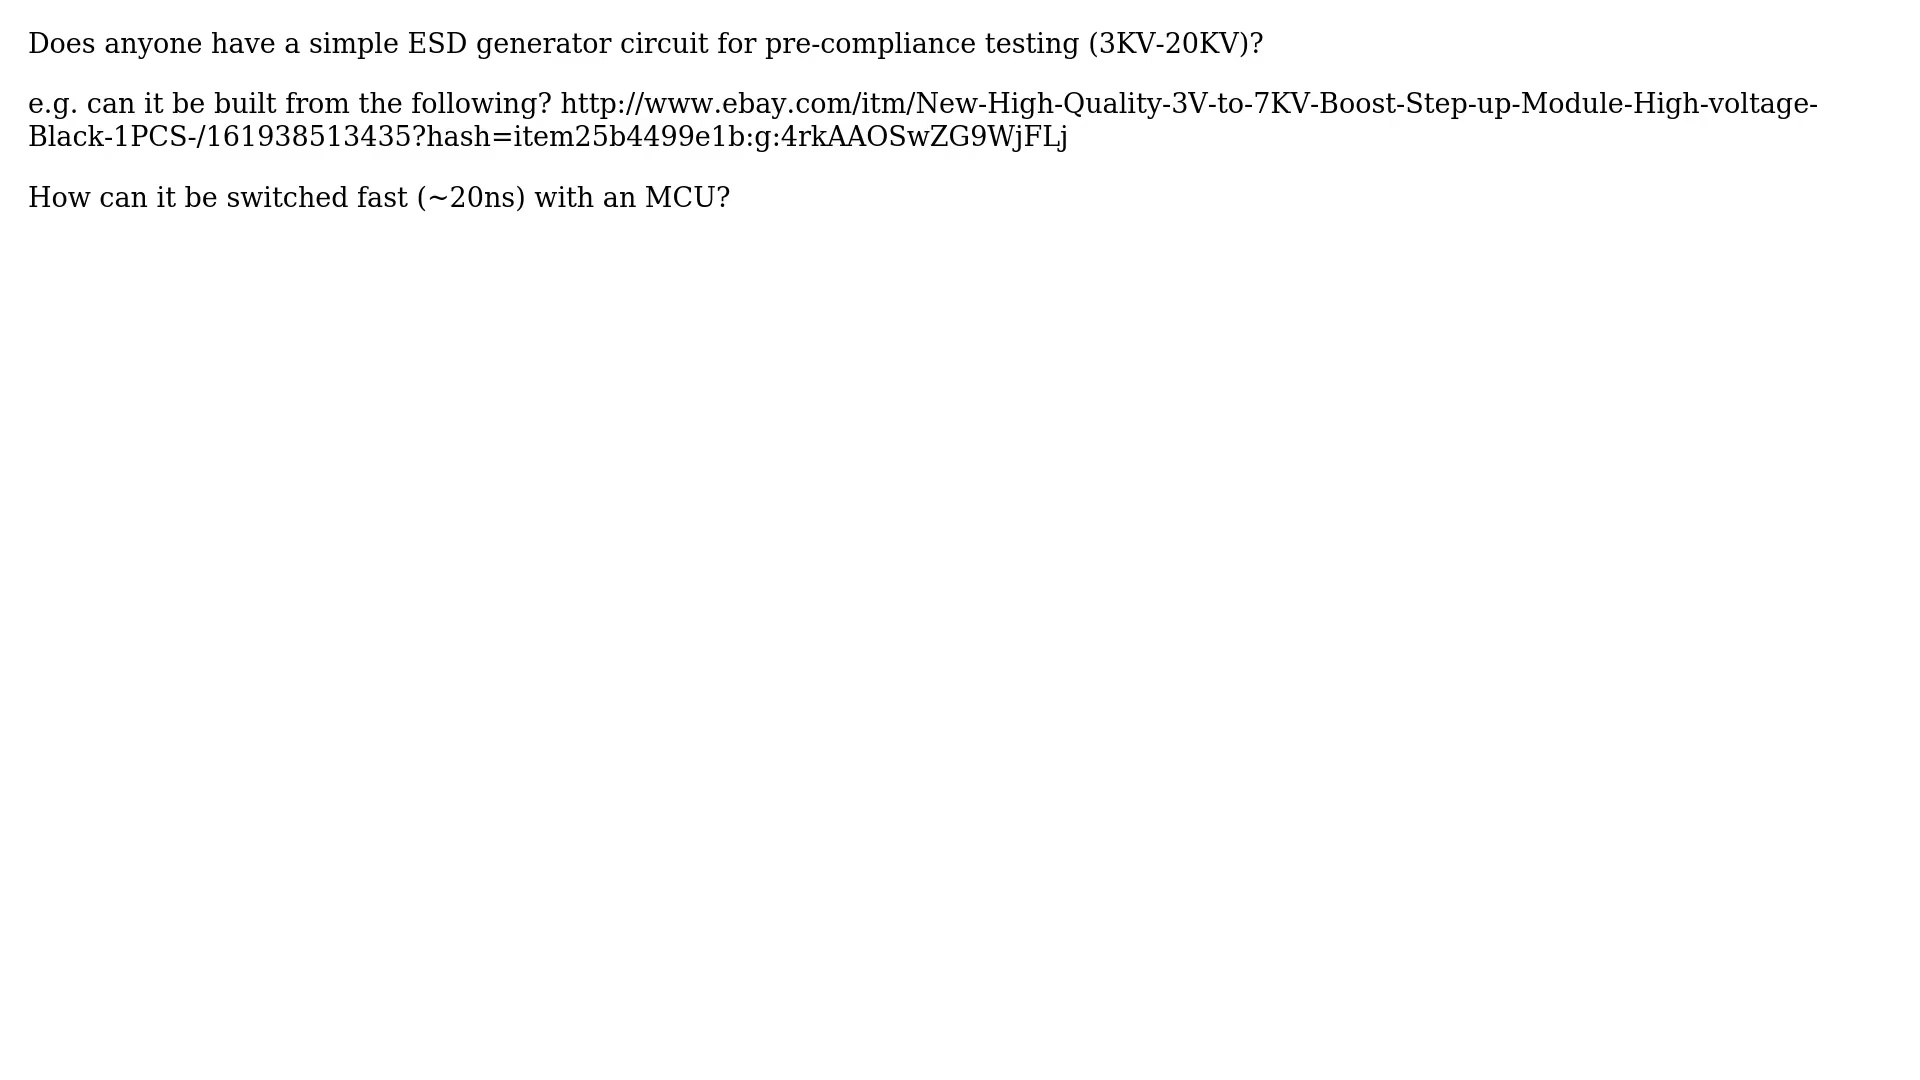 Does anyone have a simple ESD generator circuit for pre-compliance testing (3KV-20KV)?
e.g. can it be built from the following? http://www.ebay.com/itm/New-High-Quality-3V-to-7KV-Boost-Step-up-Module-High-voltage-
Black-1PCS-/161938513435?hash=item25b4499e1b:g:4rkAAOSwZG9WjFLj
How can it be switched fast (~20ns) with an MCU?